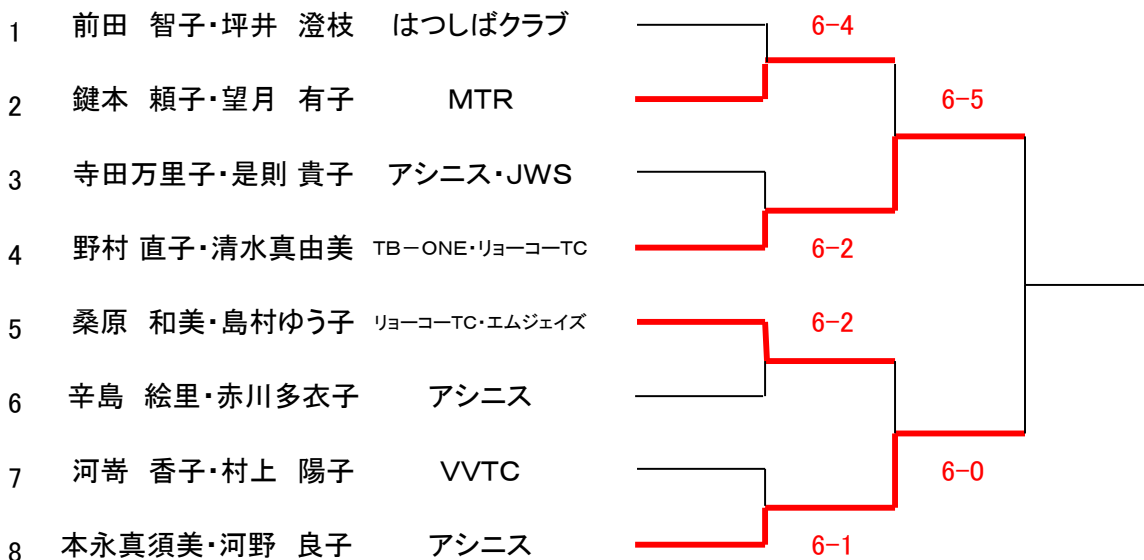 1 前田 智子・坪井 澄枝 はつしばクラブ 6-4
2 鍵本 頼子・望月 有子 MTR 6-5
3 寺田万里子・是則 貴子 アシニス・JWS
4 野村 直子・清水真由美 TB－ONE・リョーコーTC 6-2
5 桑原 和美・島村ゆう子 リョーコーTC・エムジェイズ 6-2
6 辛島 絵里・赤川多衣子 アシニス
7 河嵜 香子・村上 陽子 VVTC 6-0
8 本永真須美・河野 良子 アシニス 6-1